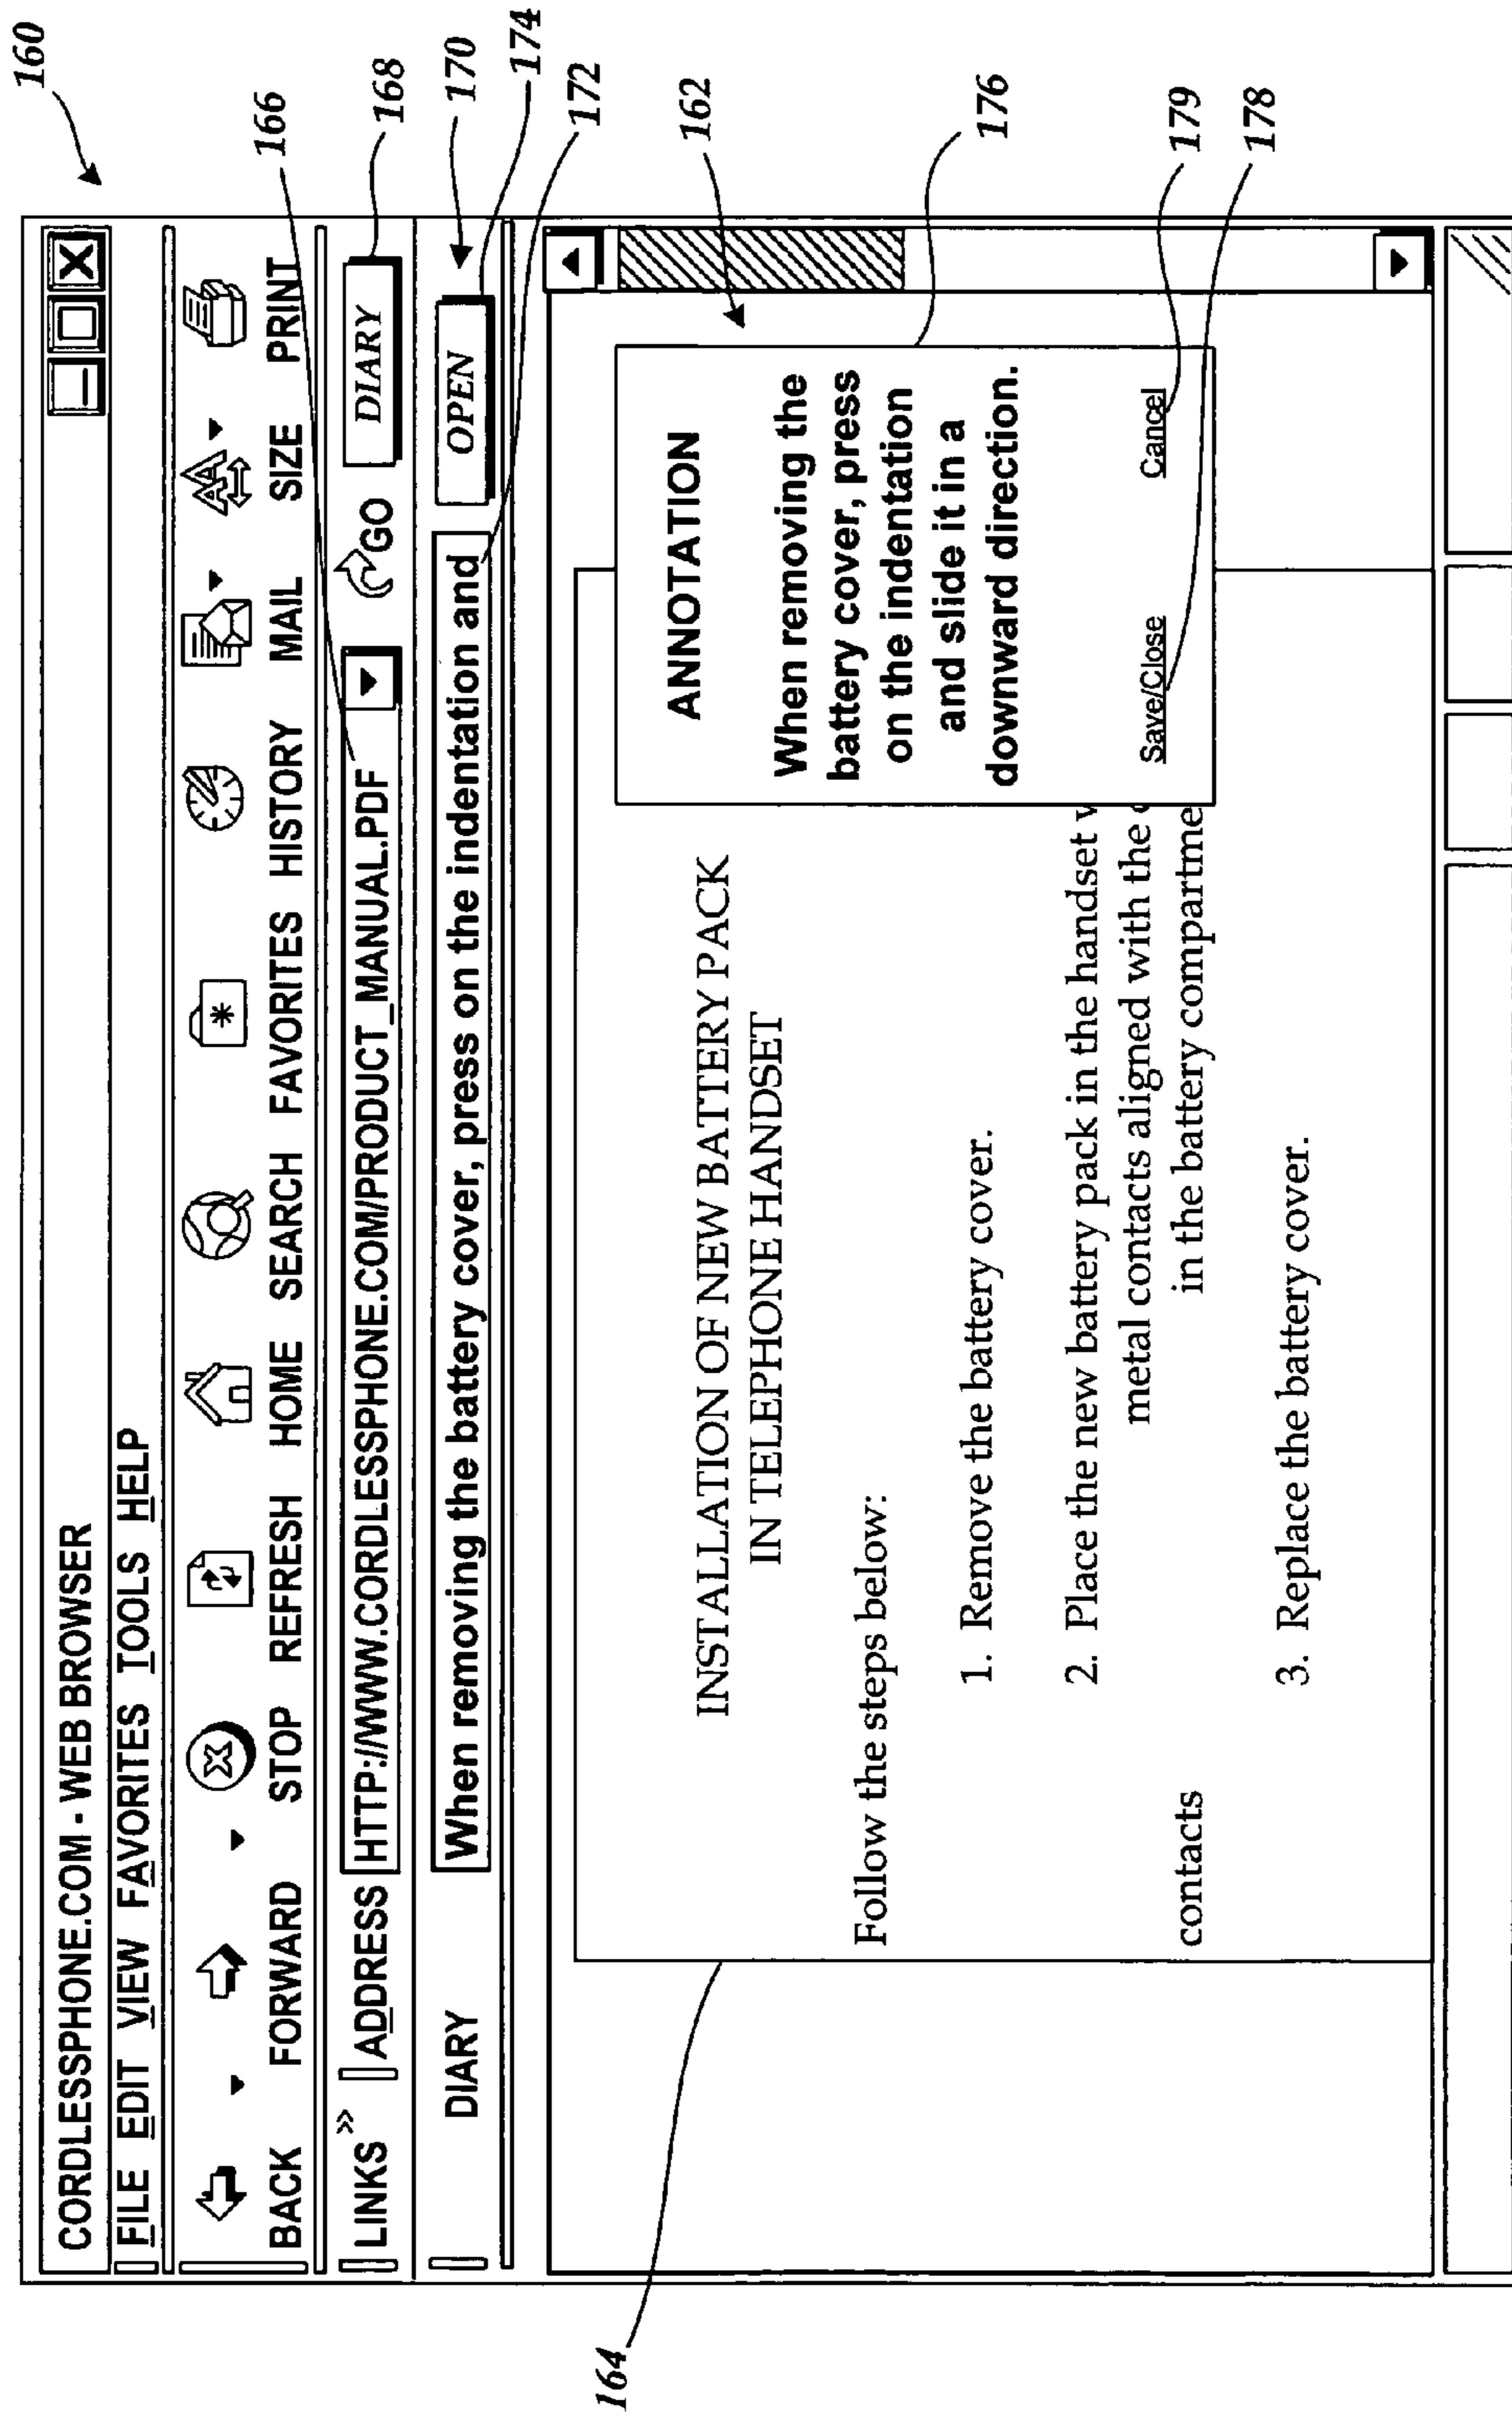 160
CORDLESSPHONE.COM - WEB BROWSER
FILE EDIT VIEW FAVORITES TOOLS HELP
BACK FORWARD STOP REFRESH HOME SEARCH FAVORITES HISTORY MAIL SIZE PRINT
166
LINKS » ADDRESS HTTP://WWW.CORDLESSPHONE.COM/PRODUCT_MANUAL.PDF GO DIARY
168
DIARY When removing the battery cover, press on the indentation and OPEN
170
174
172
164
162
INSTALLATION OF NEW BATTERY PACK
IN TELEPHONE HANDSET
Follow the steps below:
1. Remove the battery cover.
2. Place the new battery pack in the handset
metal contacts aligned with the
contacts in the battery compartme
3. Replace the battery cover.
ANNOTATION
When removing the
battery cover, press
on the indentation
and slide it in a
downward direction.
Save/Close Cancel
176
179
178